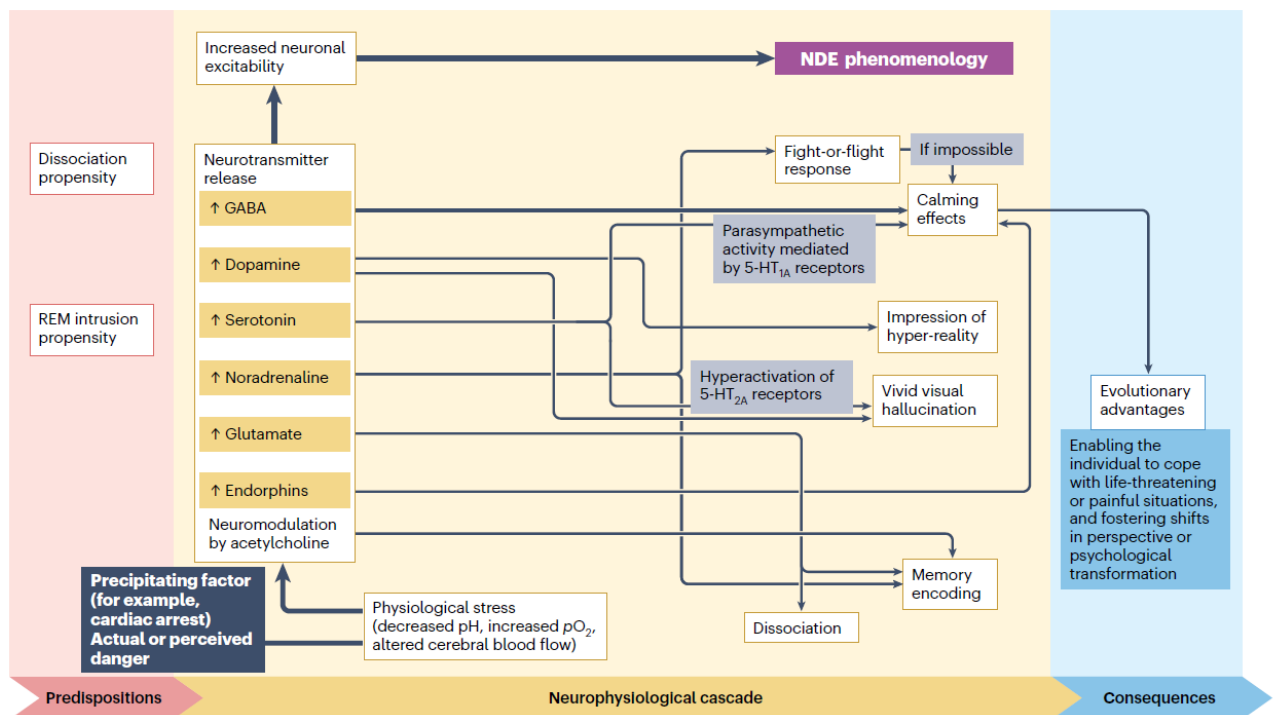 Increased neuronal
excitability
NDE phenomenology
Dissociation
propensity
REM intrusion
propensity
Neurotransmitter
release
↑ GABA
↑ Dopamine
↑ Serotonin
↑ Noradrenaline
↑ Glutamate
↑ Endorphins
Neuromodulation
by acetylcholine
Fight-or-flight
response
If impossible
Calming
effects
Parasympathetic
activity mediated
by 5-HT1A receptors
Impression of
hyper-reality
Hyperactivation of
5-HT2A receptors
Vivid visual
hallucination
Memory
encoding
Dissociation
Precipitating factor
(for example,
cardiac arrest)
Actual or perceived
danger
Physiological stress
(decreased pH, increased pO2,
altered cerebral blood flow)
Evolutionary
advantages
Enabling the
individual to cope
with life-threatening
or painful situations,
and fostering shifts
in perspective or
psychological
transformation
Predispositions
Neurophysiological cascade
Consequences